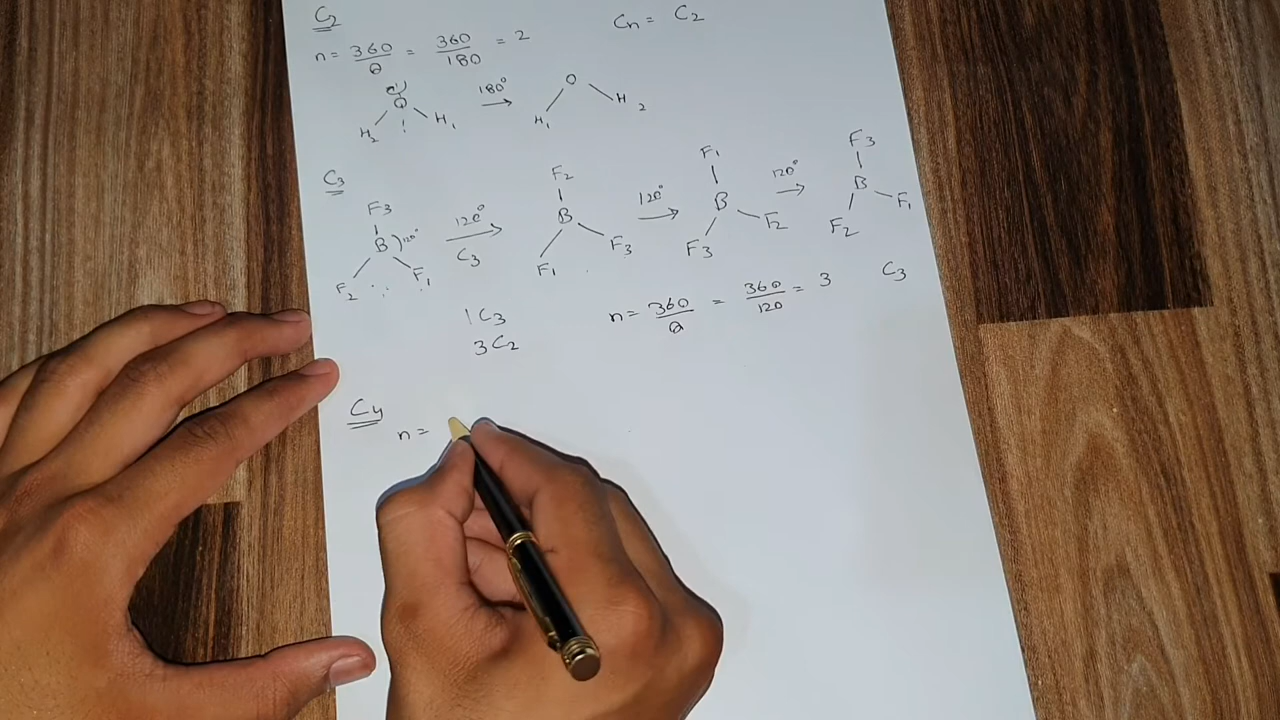 C2
Cn = C2
n = 360/θ = 360/180 = 2
O H2 H1 180° → O H1 H2
C3
F3 B 120° F2 F1 120° → C3 F2 B F1 F3 120° → F1 B F3 F2 120° → F3 B F2 F1
1C3
3C2
n = 360/θ = 360/120 = 3 C3
C4
n =